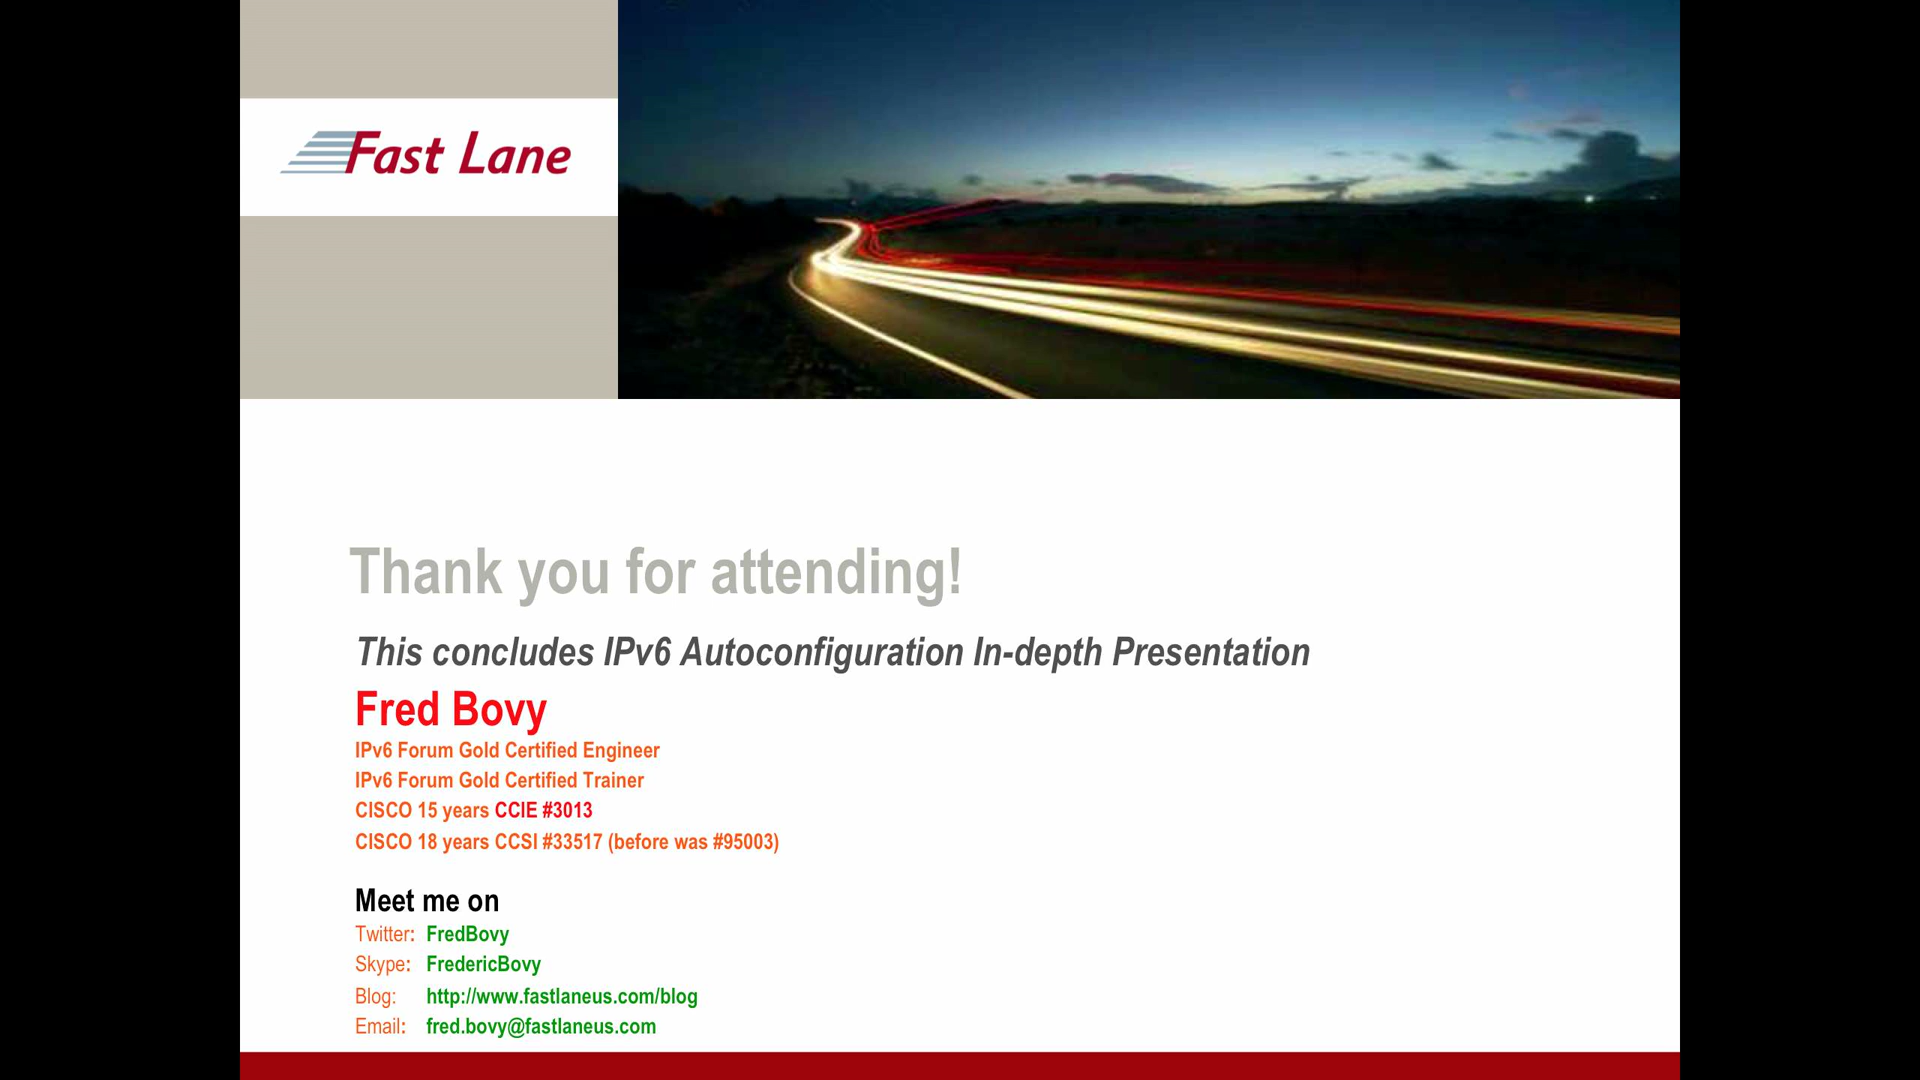 Fast Lane
Thank you for attending!
This concludes IPv6 Autoconfiguration In-depth Presentation
Fred Bovy
IPv6 Forum Gold Certified Engineer
IPv6 Forum Gold Certified Trainer
CISCO 15 years CCIE #3013
CISCO 18 years CCSI #33517 (before was #95003)
Meet me on
Twitter: FredBovy
Skype: FredericBovy
Blog: http://www.fastlaneus.com/blog
Email: fred.bovy@fastlaneus.com